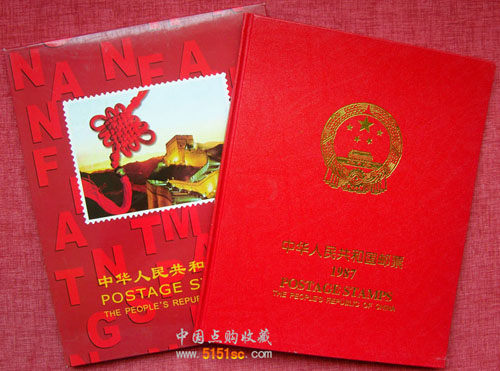 中华人民共和
POSTAGE S
THE PEOPLE'S REPU
中华人民共和国邮票
1987
POSTAGE STAMPS
THE PEOPLE'S REPUBLIC OF CHINA
中国点购收藏
www.5151sc.com